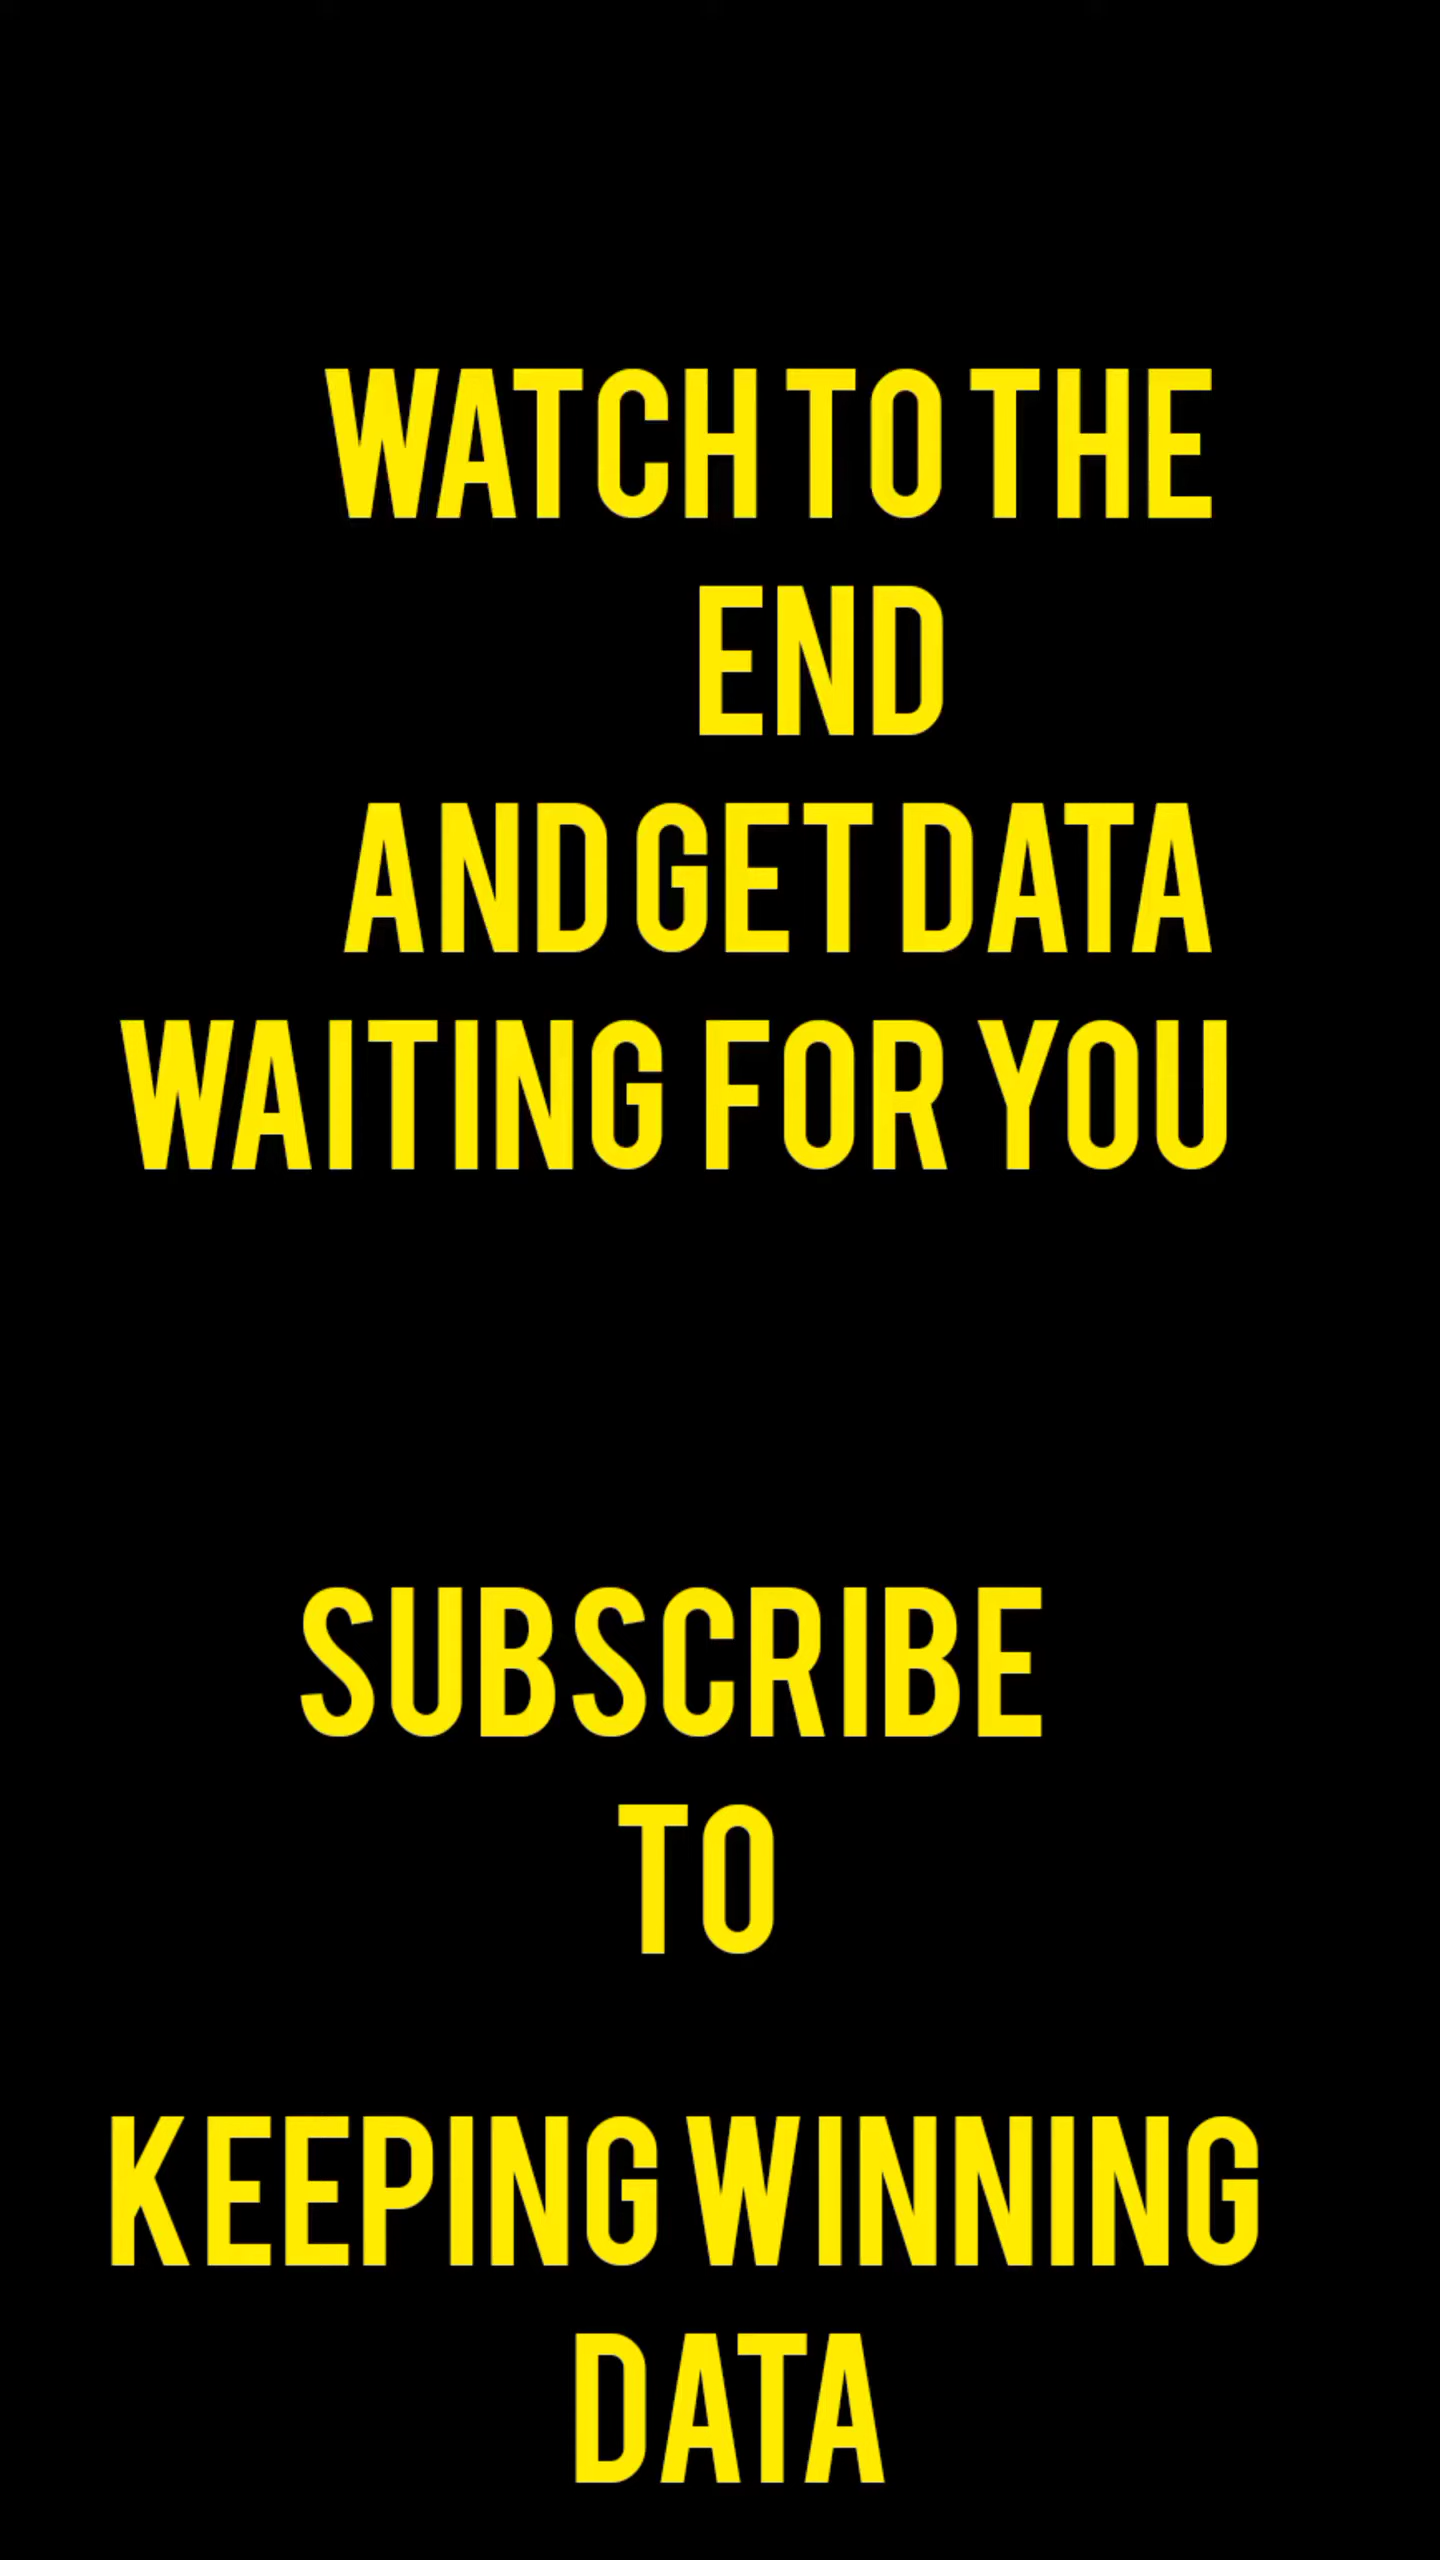 WATCH TO THE
END
AND GET DATA
WAITING FOR YOU
SUBSCRIBE
TO
KEEPING WINNING
DATA